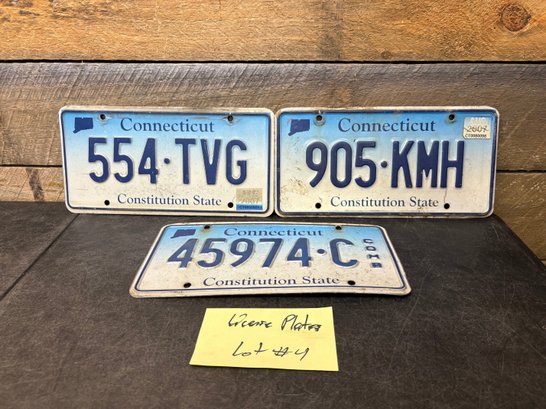 Connecticut
554·TVG
Constitution State
Connecticut
905·KMH
Constitution State
Connecticut
45974·C
COMB
Constitution State
License Plates
Lot #4